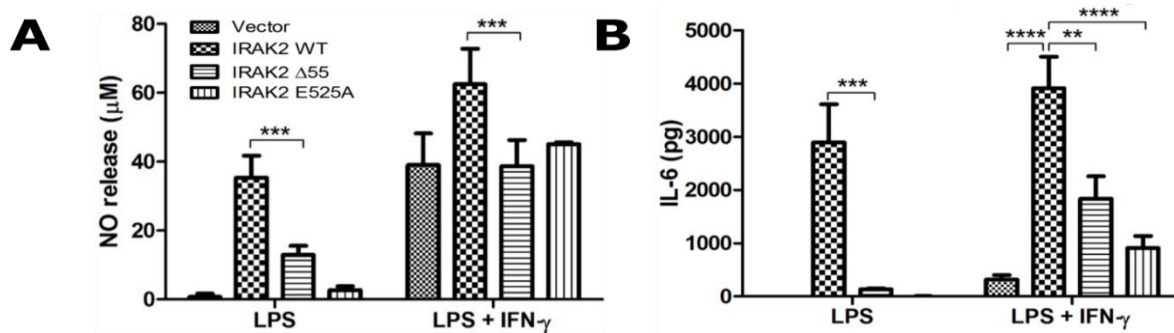 A
NO release (μM)
80
60
40
20
0
Vector
IRAK2 WT
IRAK2 Δ55
IRAK2 E525A
***
***
LPS
LPS + IFN-γ
B
IL-6 (pg)
5000
4000
3000
2000
1000
0
***
****
****
**
LPS
LPS + IFN-γ